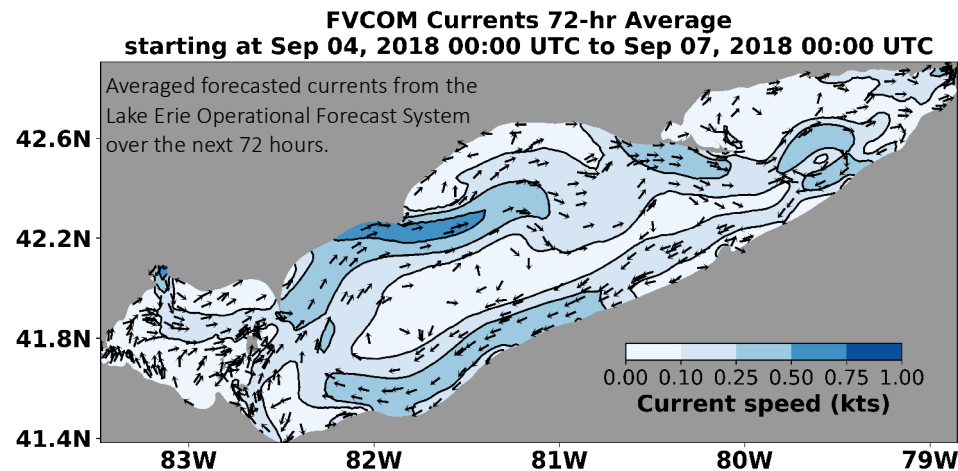 FVCOM Currents 72-hr Average
starting at Sep 04, 2018 00:00 UTC to Sep 07, 2018 00:00 UTC
Averaged forecasted currents from the
Lake Erie Operational Forecast System
over the next 72 hours.
42.6N
42.2N
41.8N
41.4N
0.00 0.10 0.25 0.50 0.75 1.00
Current speed (kts)
83W 82W 81W 80W 79W